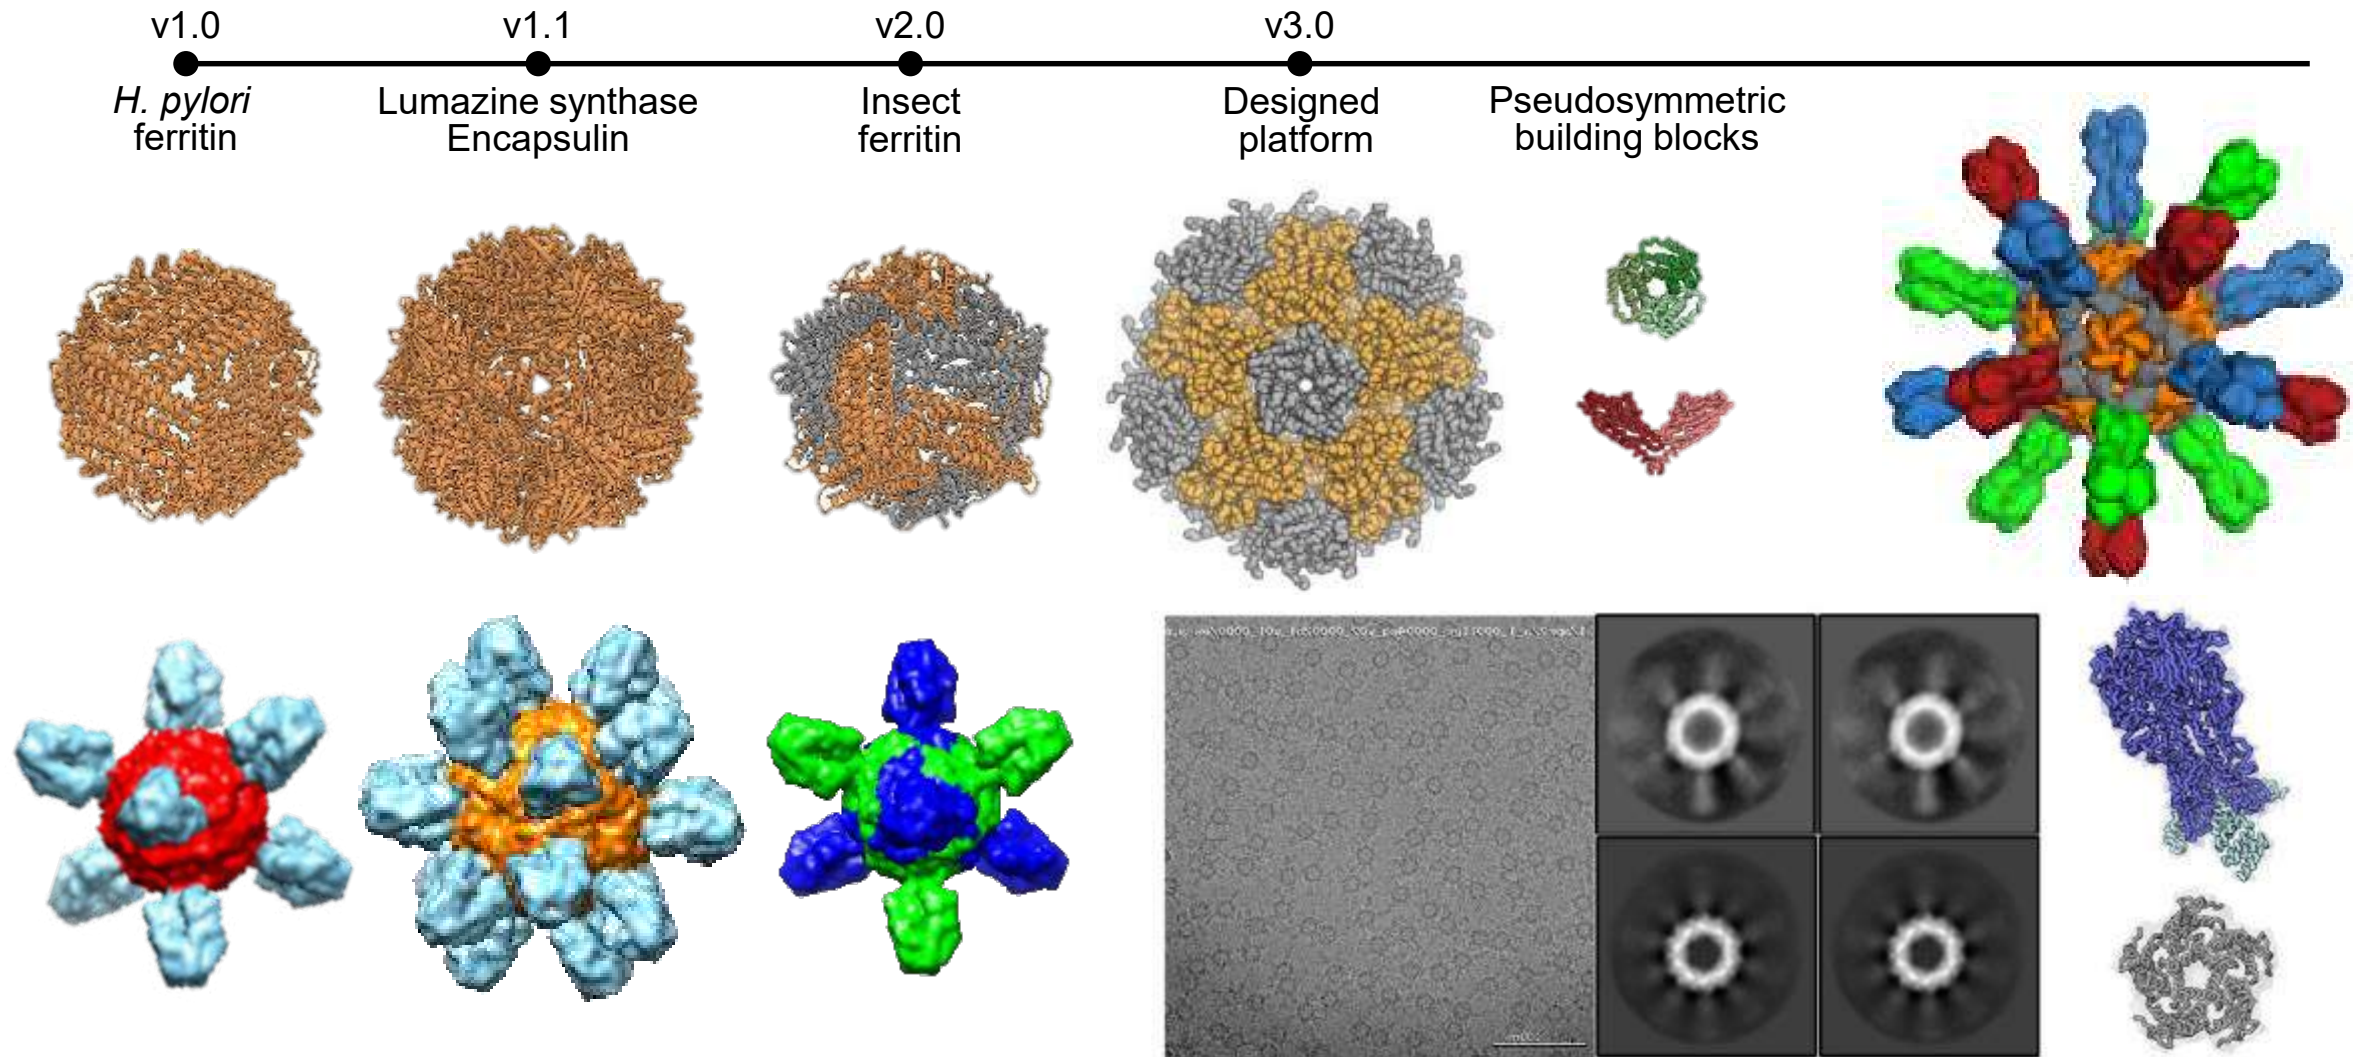 v1.0
v1.1
v2.0
v3.0
H. pylori
ferritin
Lumazine synthase
Encapsulin
Insect
ferritin
Designed
platform
Pseudosymmetric
building blocks